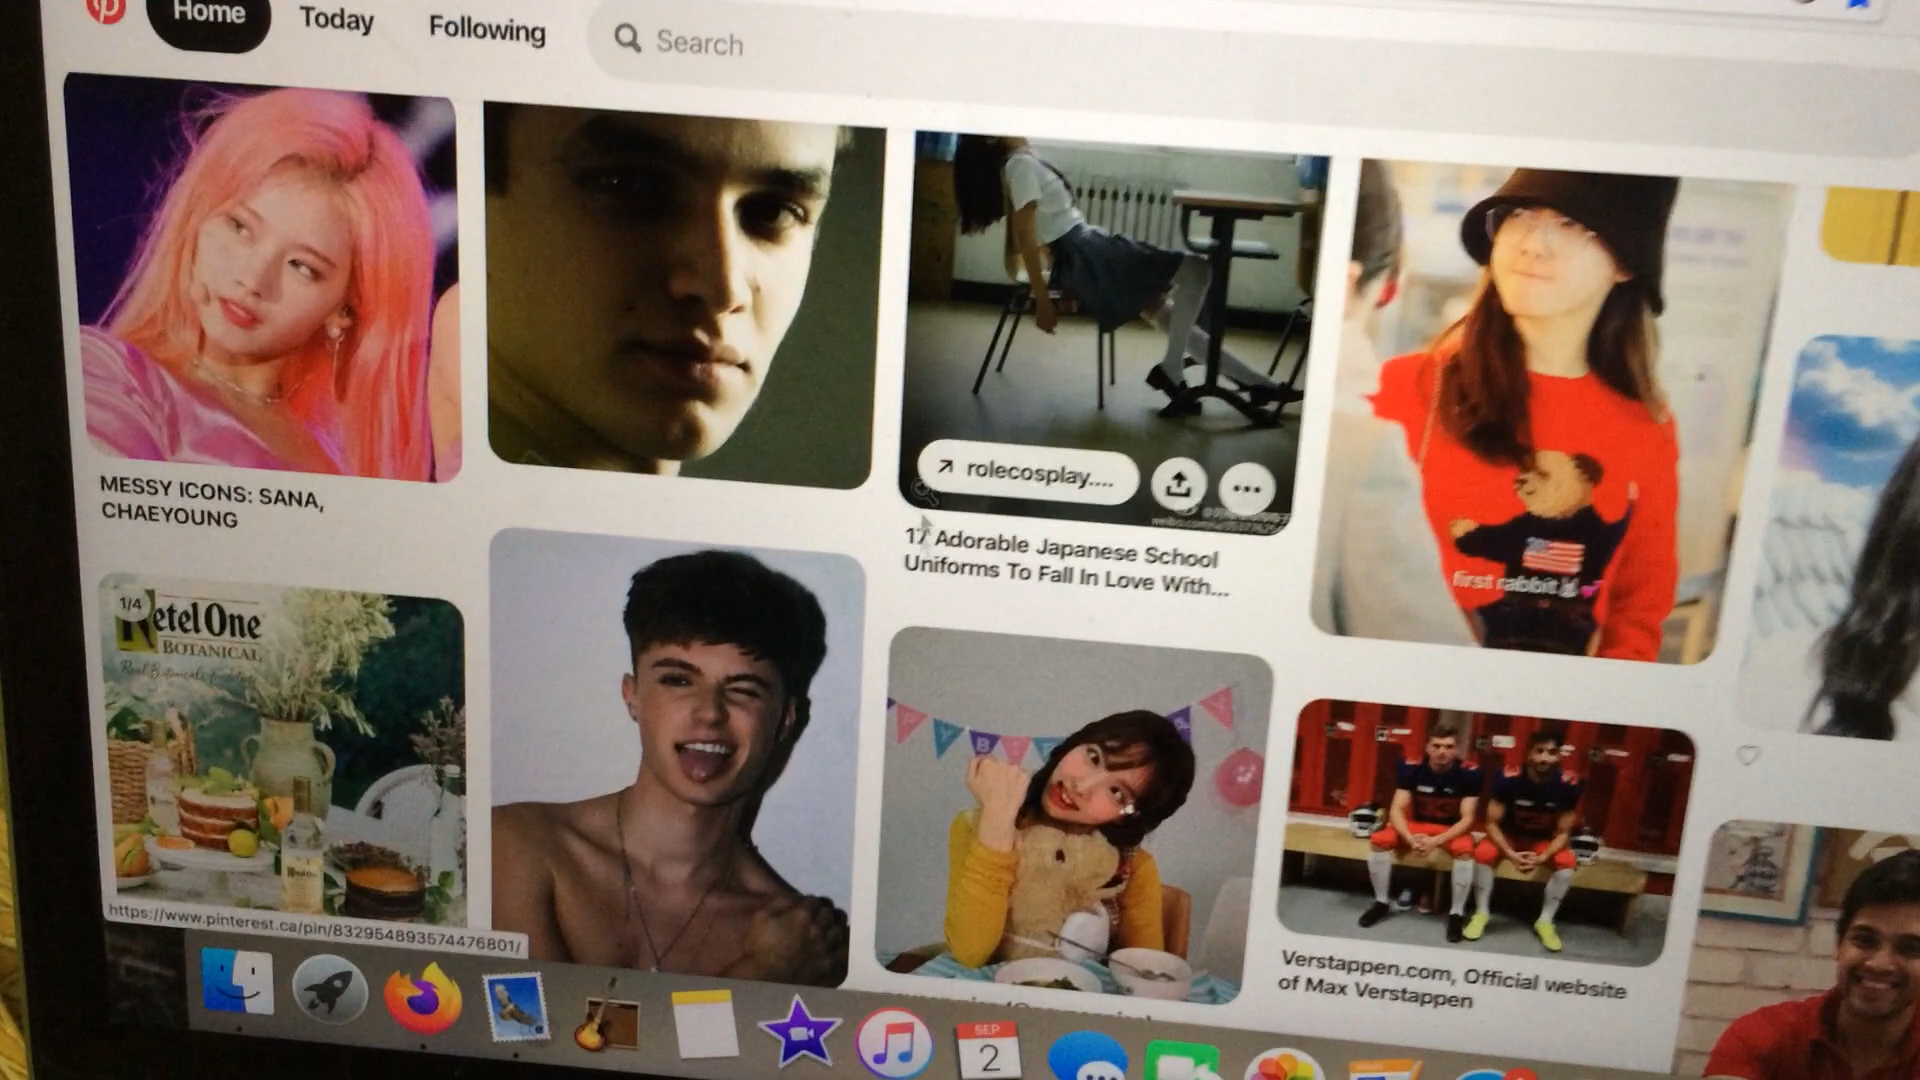 Home
Today
Following
Search
MESSY ICONS: SANA,
CHAEYOUNG
rolecosplay....
17 Adorable Japanese School
Uniforms To Fall In Love With...
first rabbit
1/4
Ketel One
BOTANICAL
Verstappen.com, Official website
of Max Verstappen
https://www.pinterest.ca/pin/832954893574476801/
SEP
2